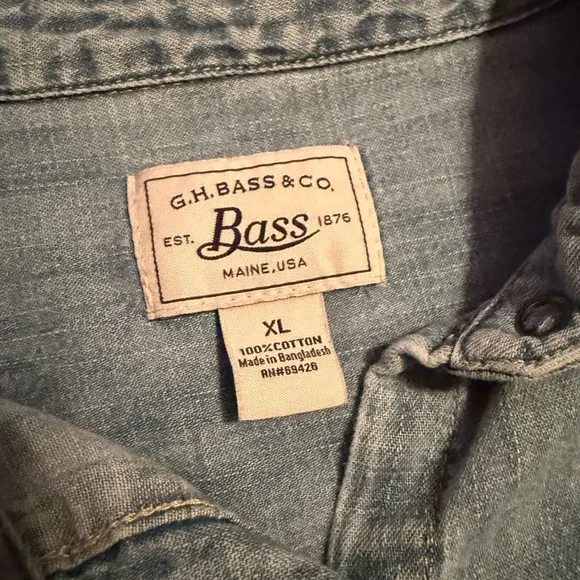 G.H. BASS & CO.
EST. Bass 1876
MAINE, USA
XL
100% COTTON
Made in Bangladesh
RN#69426